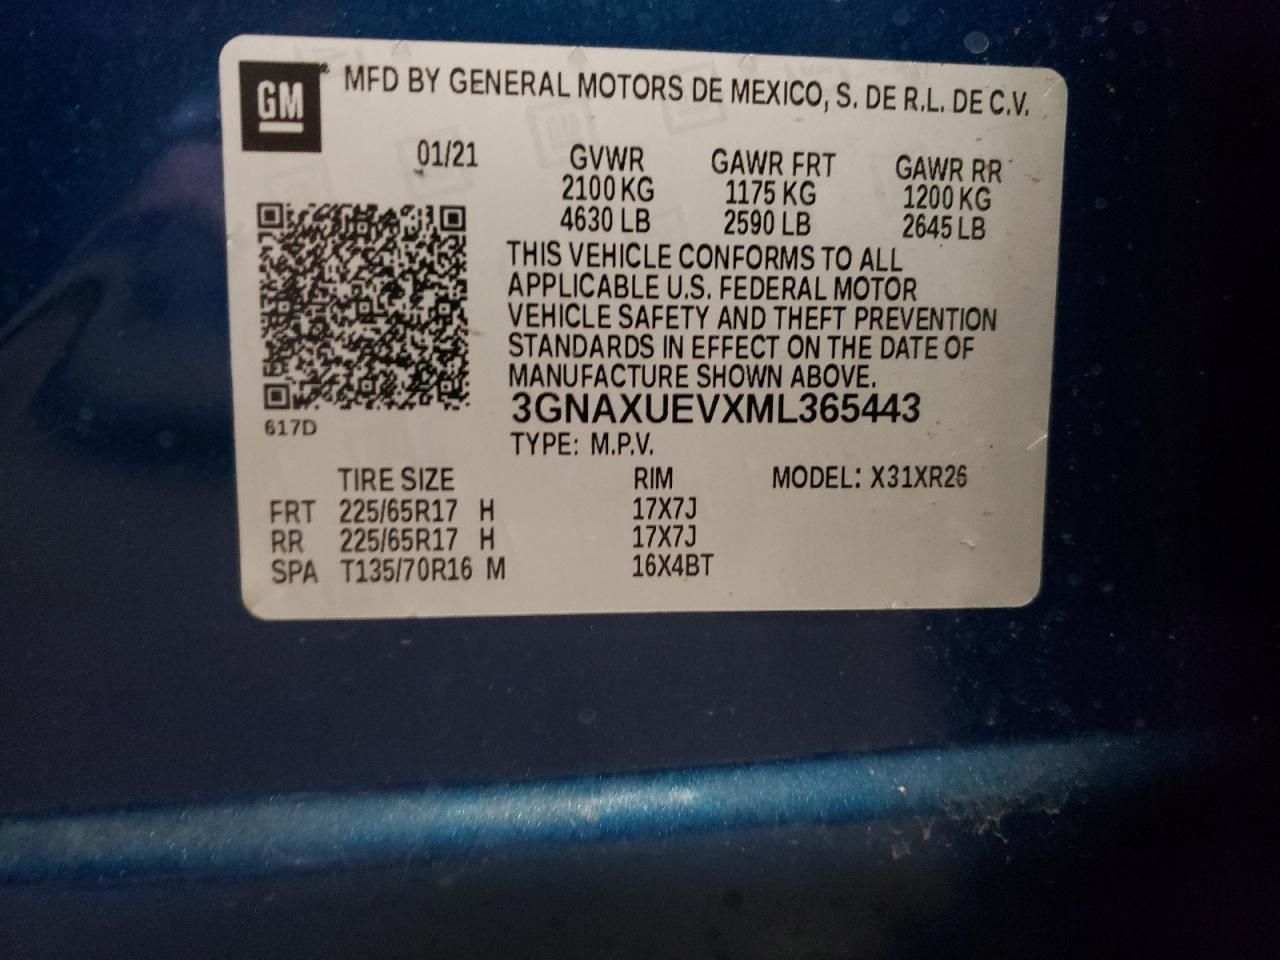 GM
MFD BY GENERAL MOTORS DE MEXICO, S. DE R.L. DE C.V.
01/21 GVWR GAWR FRT GAWR RR
2100 KG 1175 KG 1200 KG
4630 LB 2590 LB 2645 LB
THIS VEHICLE CONFORMS TO ALL
APPLICABLE U.S. FEDERAL MOTOR
VEHICLE SAFETY AND THEFT PREVENTION
STANDARDS IN EFFECT ON THE DATE OF
MANUFACTURE SHOWN ABOVE.
3GNAXUEVXML365443
617D
TYPE: M.P.V.
TIRE SIZE RIM MODEL: X31XR26
FRT 225/65R17 H 17X7J
RR 225/65R17 H 17X7J
SPA T135/70R16 M 16X4BT